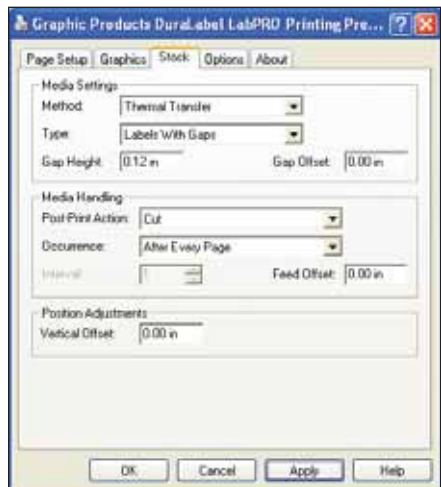 Graphic Products DuraLabel LabPRO Printing Pre...
Page Setup Graphics Stock Options About
Media Settings
Method: Thermal Transfer
Type: Labels With Gaps
Gap Height: 0.12 in Gap Offset: 0.00 in
Media Handling
Post-Print Action: Cut
Occurrence: After Every Page
Interval: 1 Feed Offset: 0.00 in
Position Adjustments
Vertical Offset: 0.00 in
OK Cancel Apply Help